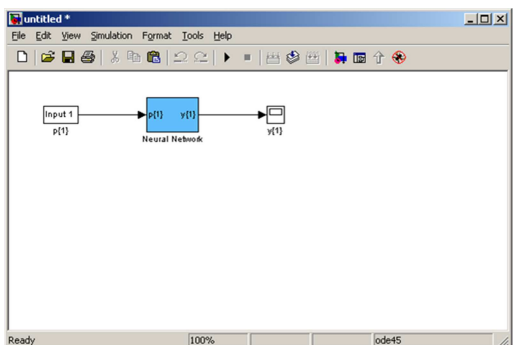 untitled *
File Edit View Simulation Format Tools Help
Input 1
p{1}
p{1} y{1}
Neural Network
y{1}
Ready 100% ode45